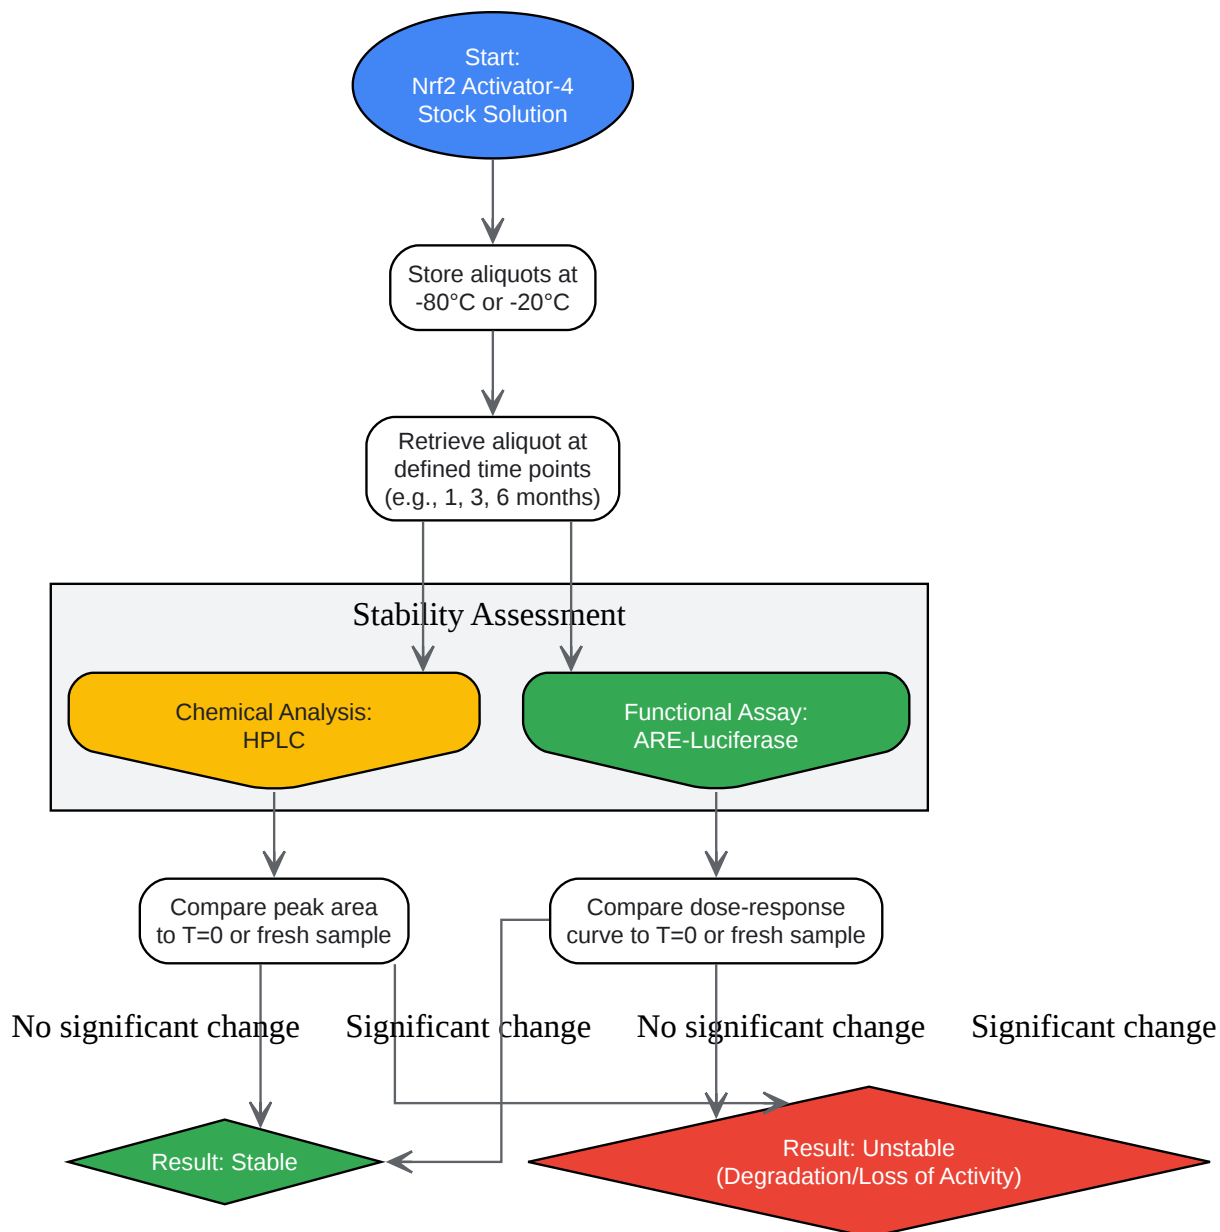 Start:
Nrf2 Activator-4
Stock Solution
Store aliquots at
-80°C or -20°C
Retrieve aliquot at
defined time points
(e.g., 1, 3, 6 months)
Stability Assessment
Chemical Analysis:
HPLC
Functional Assay:
ARE-Luciferase
Compare peak area
to T=0 or fresh sample
Compare dose-response
curve to T=0 or fresh sample
No significant change
Significant change
No significant change
Significant change
Result: Stable
Result: Unstable
(Degradation/Loss of Activity)